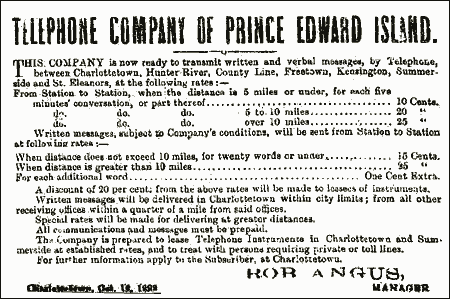 TELEPHONE COMPANY OF PRINCE EDWARD ISLAND.
THIS COMPANY is now ready to transmit written and verbal messages, by Telephone,
between Charlottetown, Hunter River, County Line, Freetown, Kensington, Summer-
side and St. Eleanors, at the following rates:—
From Station to Station, when the distance is 5 miles or under, for each five
minutes' conversation, or part thereof.......................... 10 Cents.
do. do. do. 5 to 10 miles............ 20 "
do. do. do. over 10 miles............ 25 "
Written messages, subject to Company's conditions, will be sent from Station to Station
at following rates:—
When distance does not exceed 10 miles, for twenty words or under........ 15 Cents.
When distance is greater than 10 miles........................ 25 "
For each additional word........................ One Cent Extra.
A discount of 20 per cent. from the above rates will be made to lessees of instruments.
Written messages will be delivered in Charlottetown within city limits; from all other
receiving offices within a quarter of a mile from said offices.
Special rates will be made for delivering at greater distances.
All communications and messages must be prepaid.
The Company is prepared to lease Telephone Instruments in Charlottetown and Sum-
merside at established rates, and to treat with persons requiring private or toll lines.
For further information apply to the Subscriber, at Charlottetown.
ROB ANGUS,
MANAGER
Charlottetown, Oct.